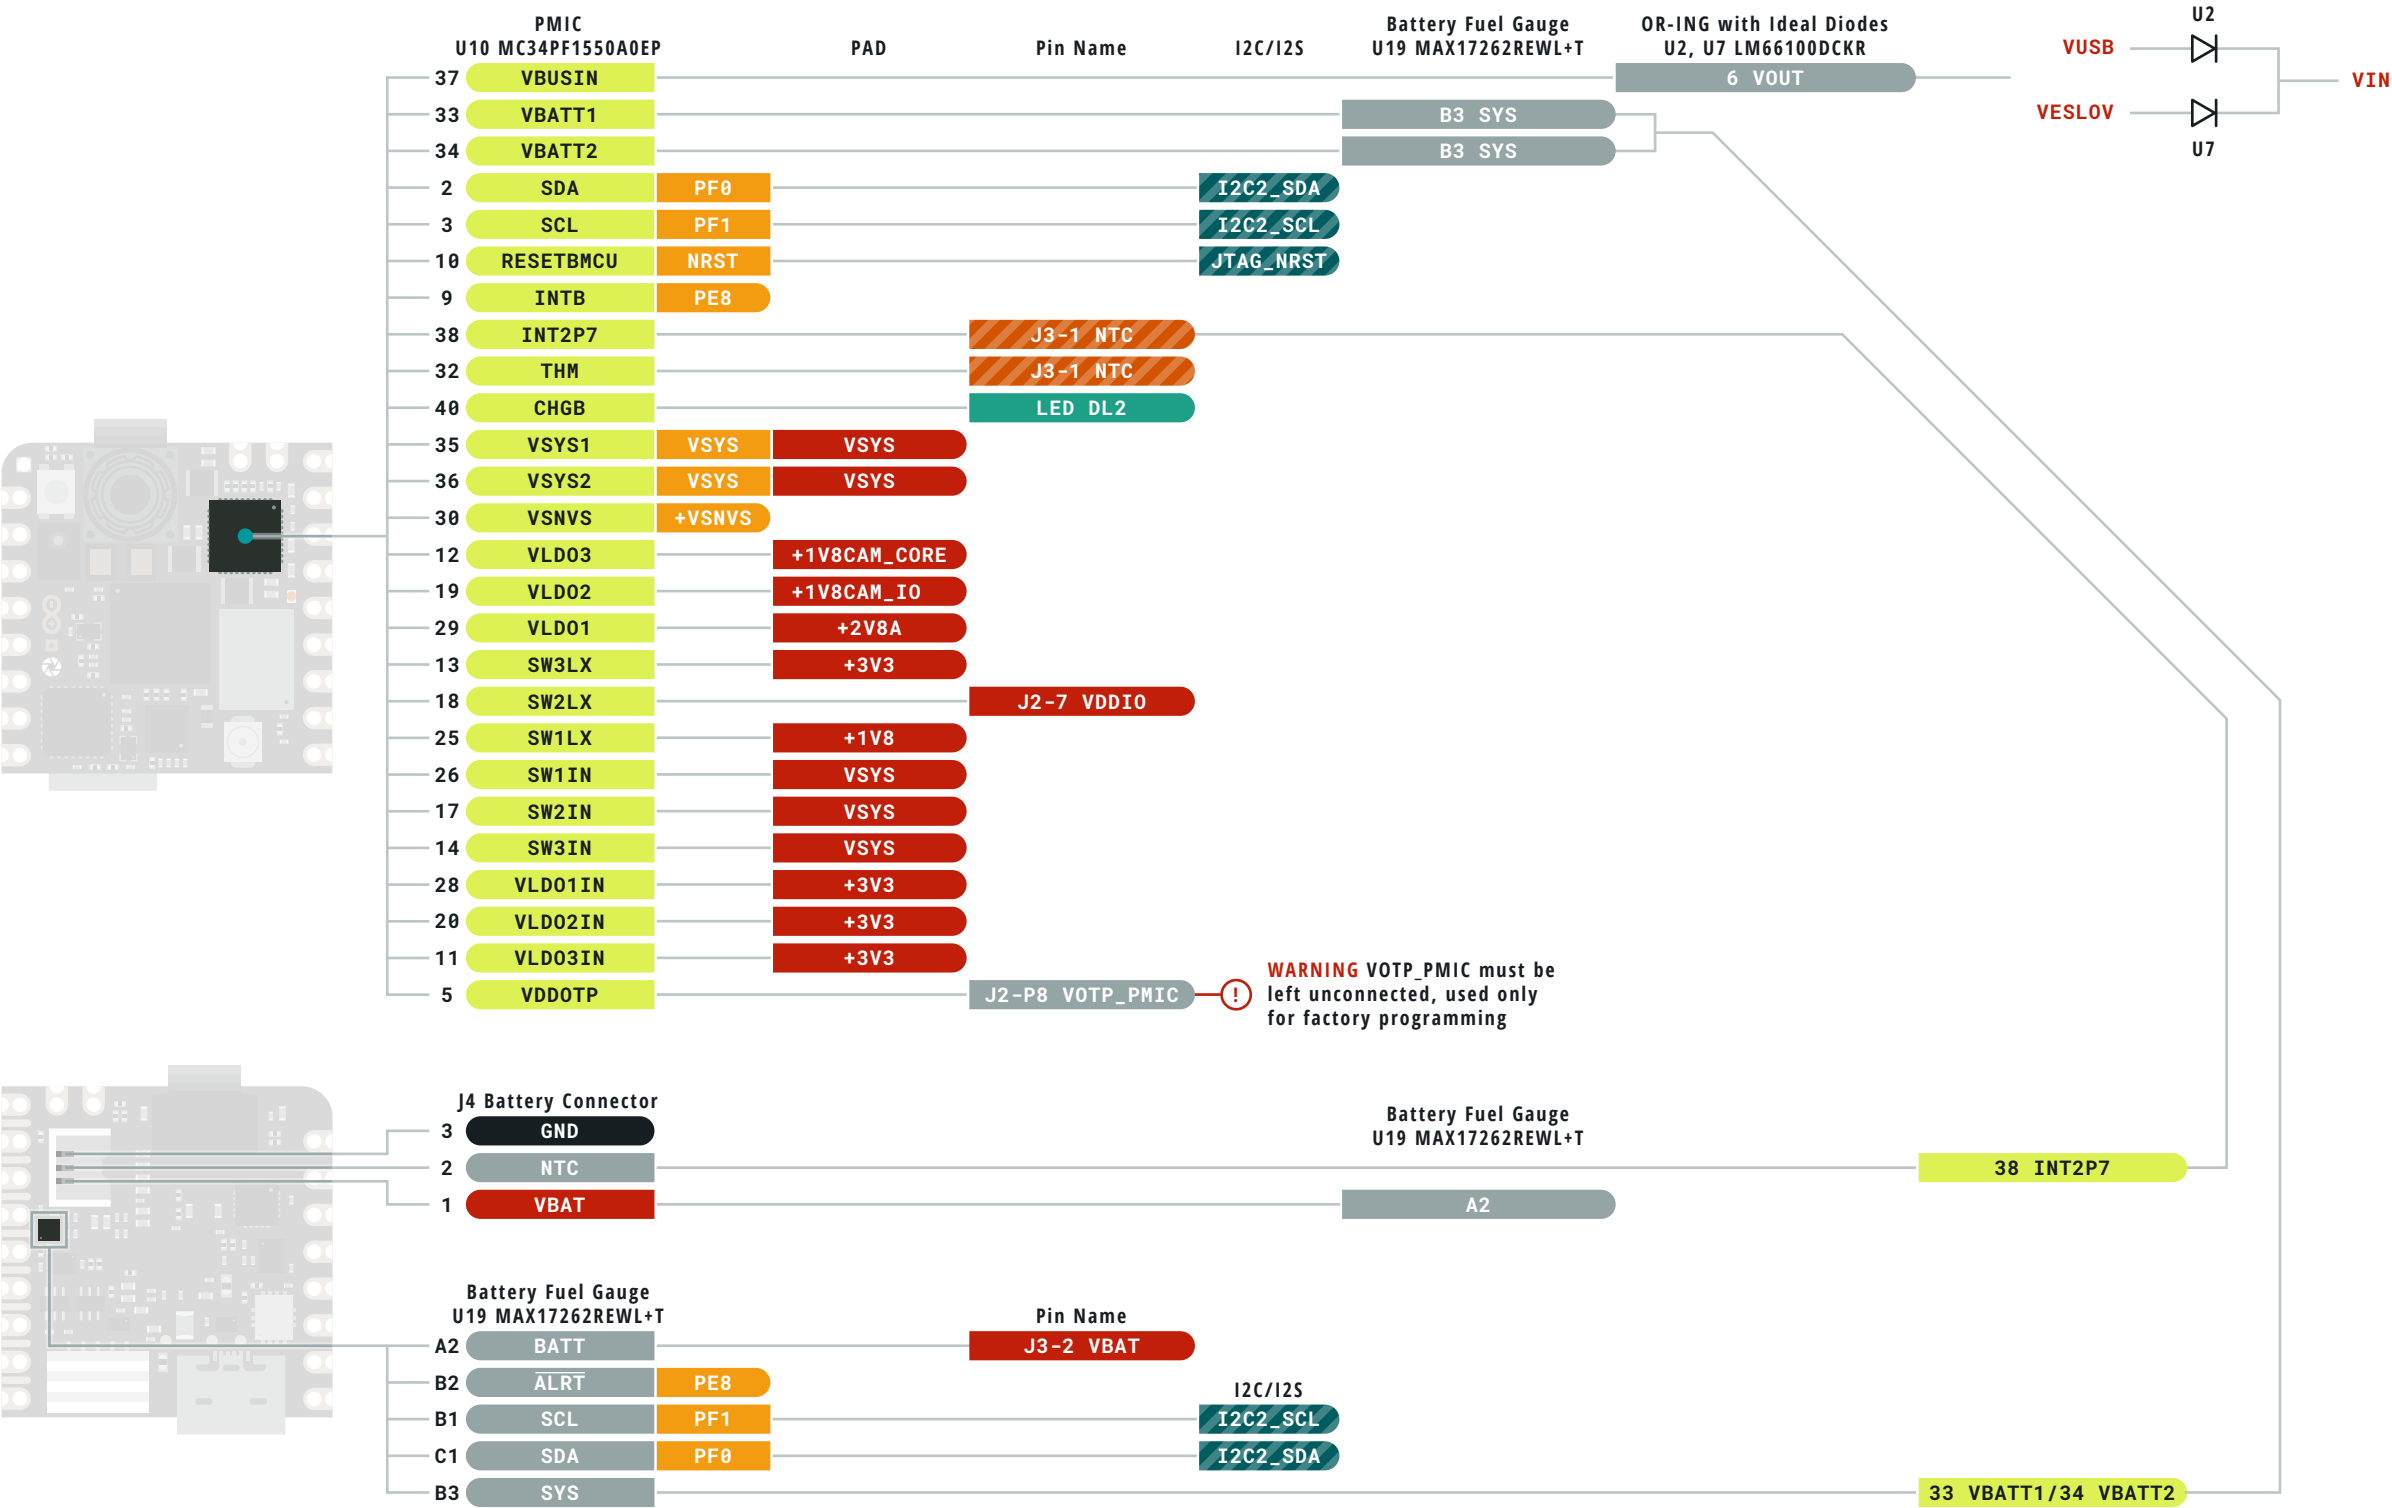 PMIC
U10 MC34PF1550A0EP
PAD
Pin Name
I2C/I2S
Battery Fuel Gauge
U19 MAX17262REWL+T
OR-ING with Ideal Diodes
U2, U7 LM66100DCKR
U2
VUSB
VIN
VESLOV
U7
37 VBUSIN 6 VOUT
33 VBATT1 B3 SYS
34 VBATT2 B3 SYS
2 SDA PF0 I2C2_SDA
3 SCL PF1 I2C2_SCL
10 RESETBMCU NRST JTAG_NRST
9 INTB PE8
38 INT2P7 J3-1 NTC
32 THM J3-1 NTC
40 CHGB LED DL2
35 VSYS1 VSYS VSYS
36 VSYS2 VSYS VSYS
30 VSNVS +VSNVS
12 VLDO3 +1V8CAM_CORE
19 VLDO2 +1V8CAM_IO
29 VLDO1 +2V8A
13 SW3LX +3V3
18 SW2LX J2-7 VDDIO
25 SW1LX +1V8
26 SW1IN VSYS
17 SW2IN VSYS
14 SW3IN VSYS
28 VLDO1IN +3V3
20 VLDO2IN +3V3
11 VLDO3IN +3V3
5 VDDOTP J2-P8 VOTP_PMIC !
WARNING VOTP_PMIC must be
left unconnected, used only
for factory programming
J4 Battery Connector
Battery Fuel Gauge
U19 MAX17262REWL+T
3 GND
2 NTC 38 INT2P7
1 VBAT A2
Battery Fuel Gauge
U19 MAX17262REWL+T
Pin Name
A2 BATT J3-2 VBAT
B2 ALRT PE8
I2C/I2S
B1 SCL PF1 I2C2_SCL
C1 SDA PF0 I2C2_SDA
B3 SYS 33 VBATT1/34 VBATT2